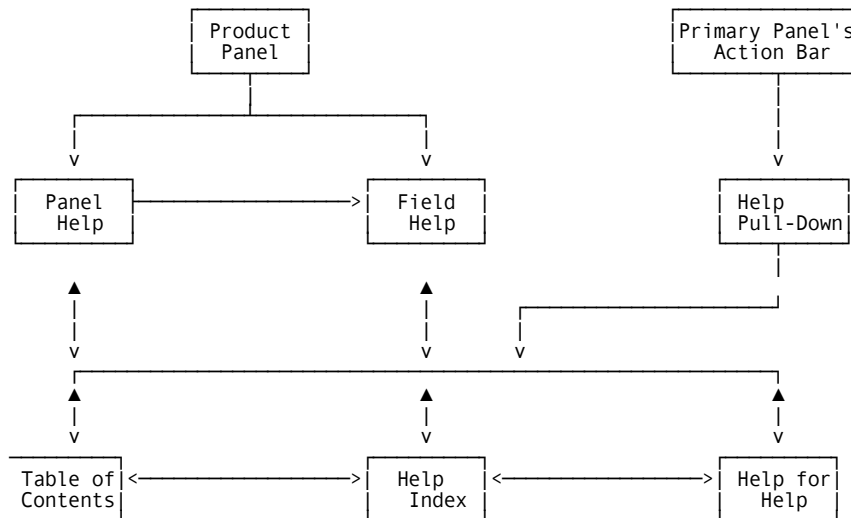 Product
Panel
Primary Panel's
Action Bar
Panel
Help
Field
Help
Help
Pull-Down
Table of
Contents
Help
Index
Help for
Help